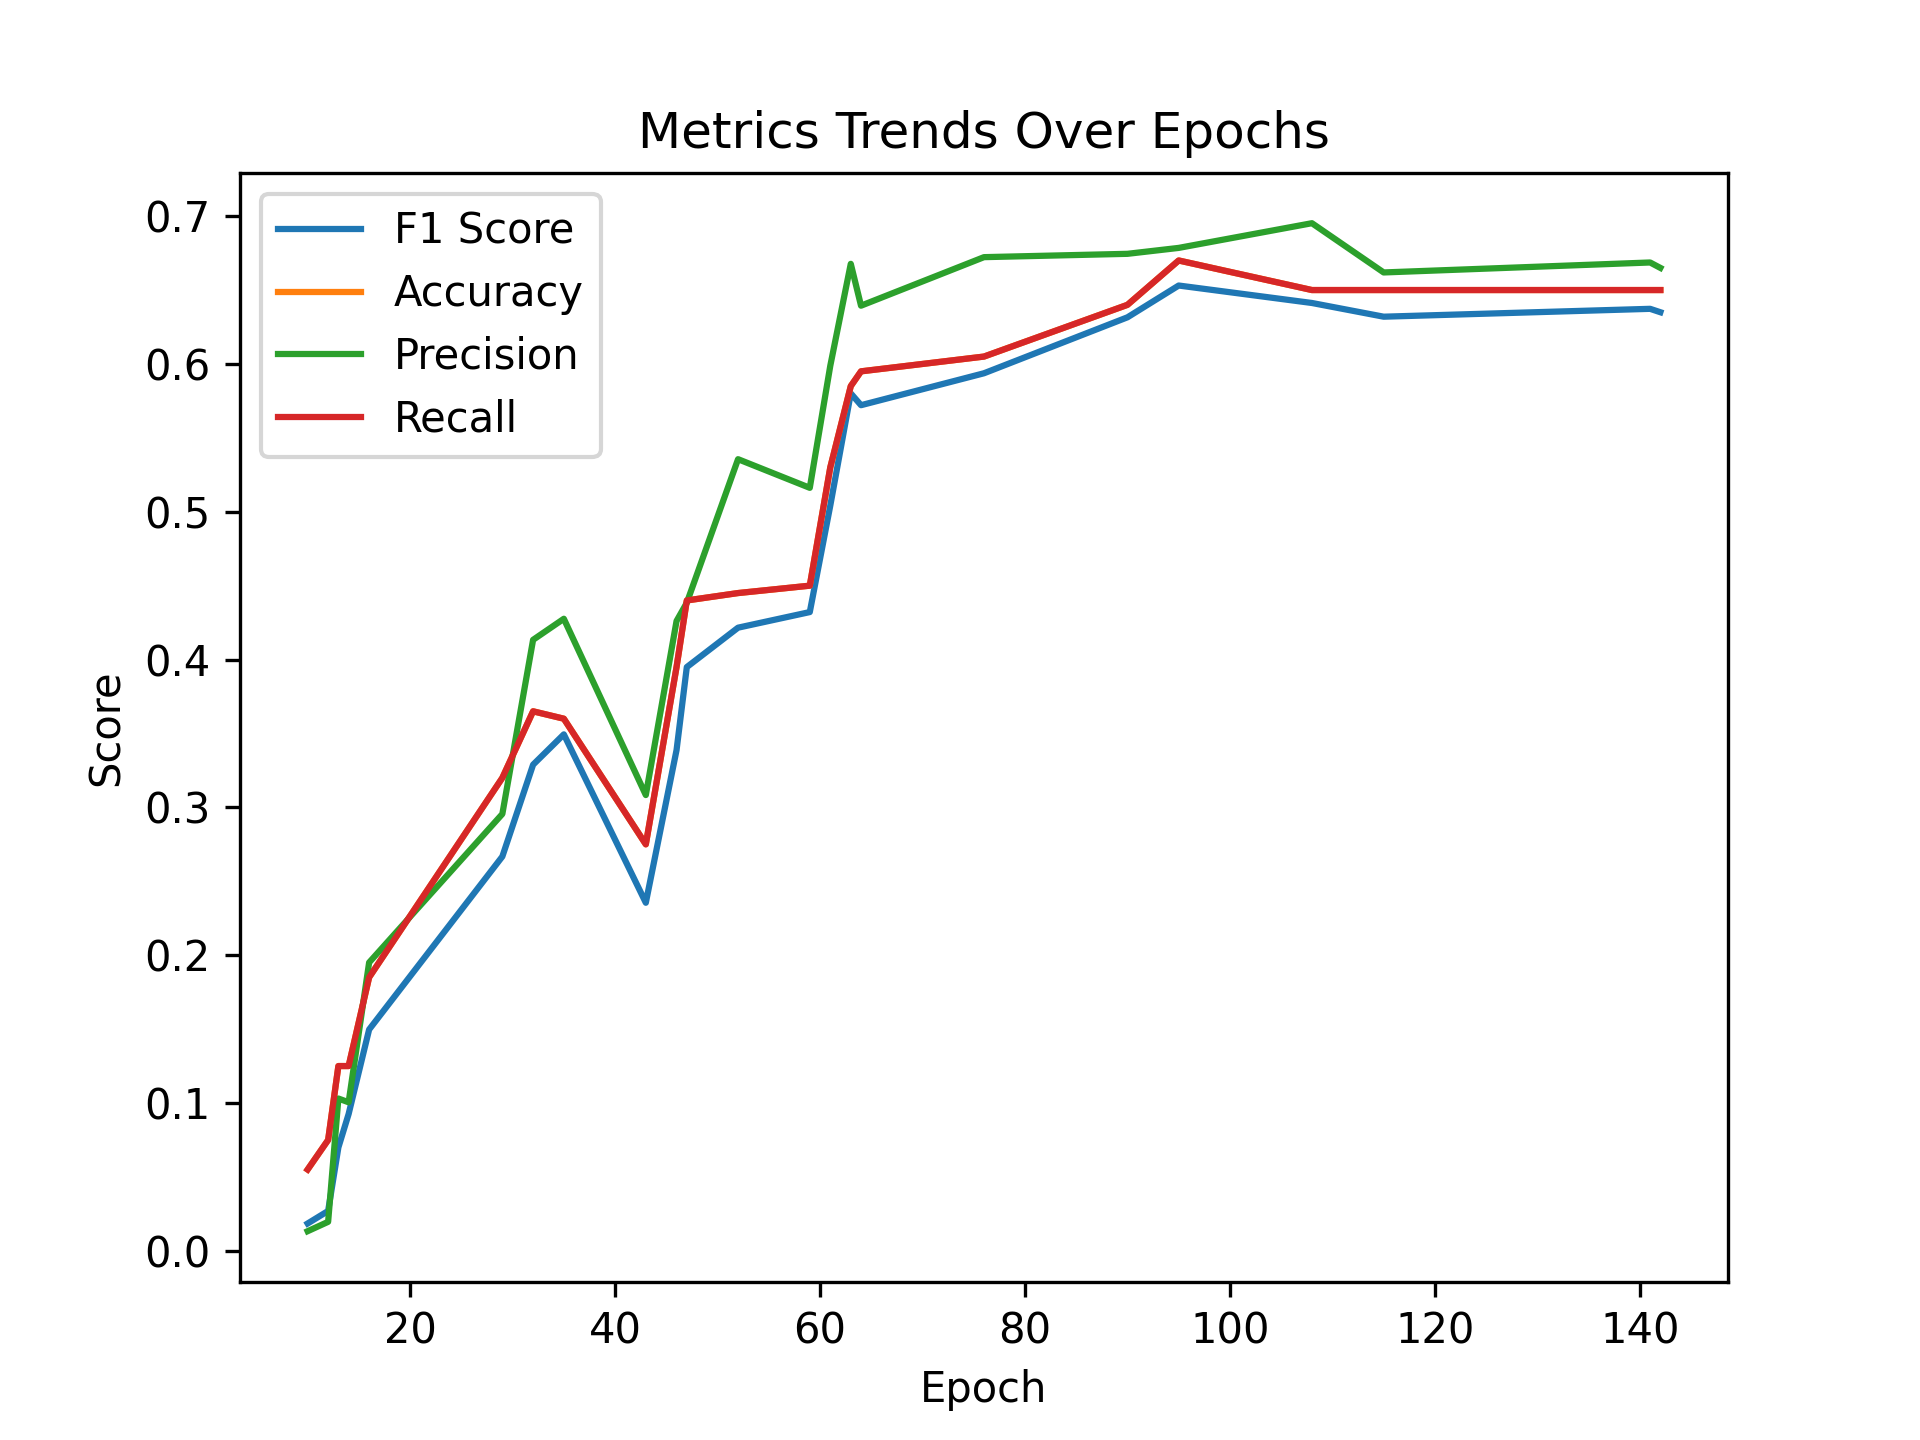 Metrics Trends Over Epochs
F1 Score
Accuracy
Precision
Recall
0.7
0.6
0.5
0.4
0.3
0.2
0.1
0.0
Score
20 40 60 80 100 120 140
Epoch